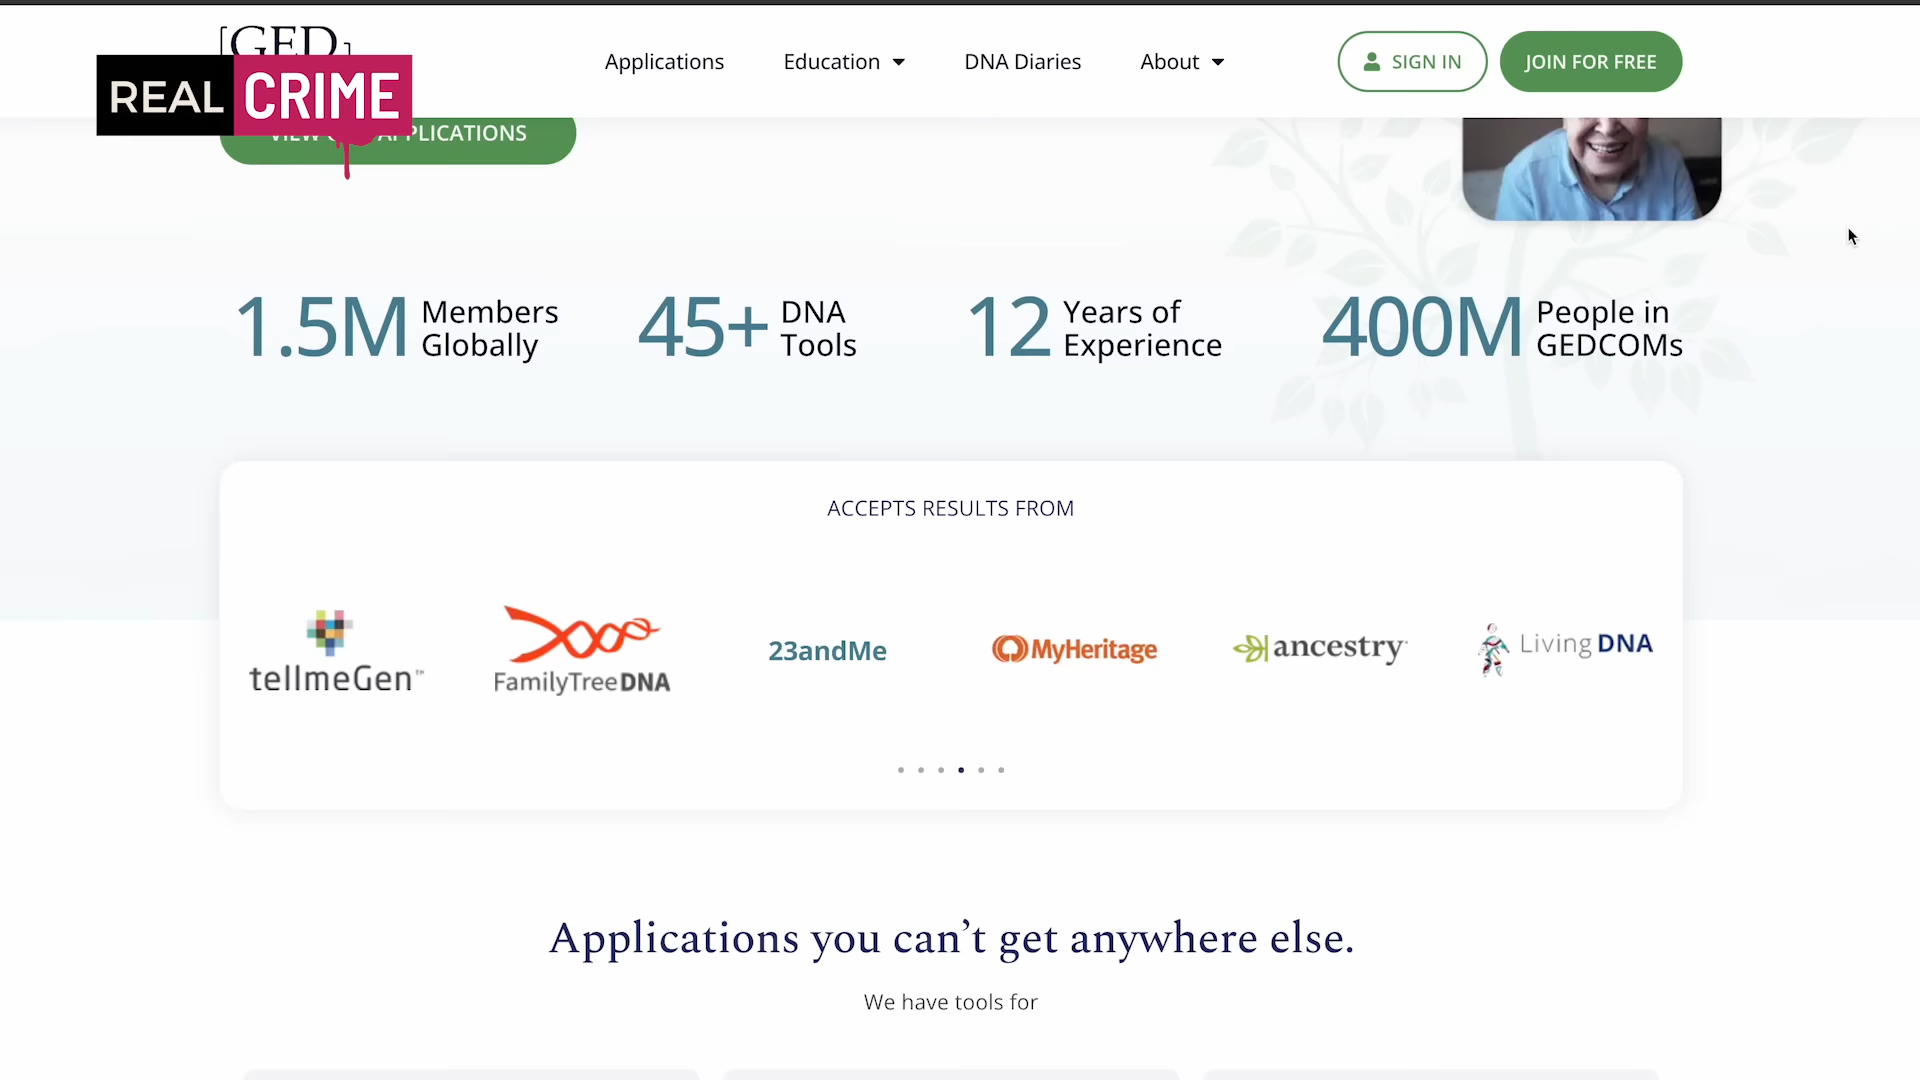 [GED
REAL CRIME
Applications
Education
DNA Diaries
About
SIGN IN
JOIN FOR FREE
APPLICATIONS
1.5M Members Globally
45+ DNA Tools
12 Years of Experience
400M People in GEDCOMs
ACCEPTS RESULTS FROM
tellmeGen™
FamilyTreeDNA
23andMe
MyHeritage
ancestry
Living DNA
Applications you can’t get anywhere else.
We have tools for